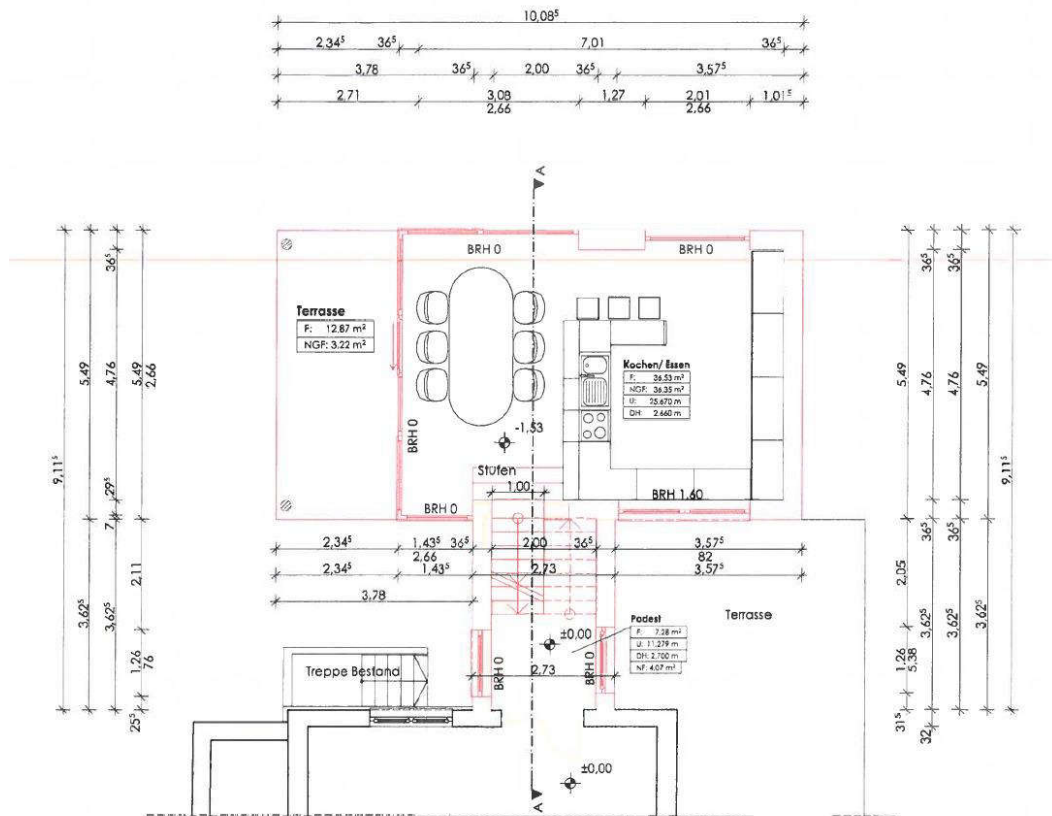 10,08⁵
2,34⁵ 36⁵ 7,01 36⁵
3,78 36⁵ 2,00 36⁵ 3,57⁵
2,71 3,08 1,27 2,01 1,01⁵
2,66 2,66
A
BRH 0 BRH 0
Terrasse
F: 12.87 m²
NGF: 3.22 m²
Kochen/ Essen
F: 36.53 m²
NGF: 36.35 m²
U: 25.670 m
DH: 2.660 m
-1,53
BRH 0
Stufen
1,00
BRH 1.60
BRH 0
9,11⁵
5,49
3,62⁵
36⁵
4,76
29⁵
7
3,62⁵
5,49
2,66
2,11
1,26
76
25⁵
2,34⁵ 1,43⁵ 36⁵ 2,00 36⁵ 3,57⁵
2,66 82
2,34⁵ 1,43⁵ 2,73 3,57⁵
3,78
Terrasse
Podest
F: 7.28 m²
U: 11.279 m
DH: 2.700 m
NF: 4.07 m²
±0,00
2,73
BRH 0
BRH 0
Treppe Bestand
±0,00
A
5,49
2,05
1,26
5,38
31⁵
36⁵
4,76
36⁵
3,62⁵
32
36⁵
4,76
36⁵
3,62⁵
5,49
3,62⁵
9,11⁵